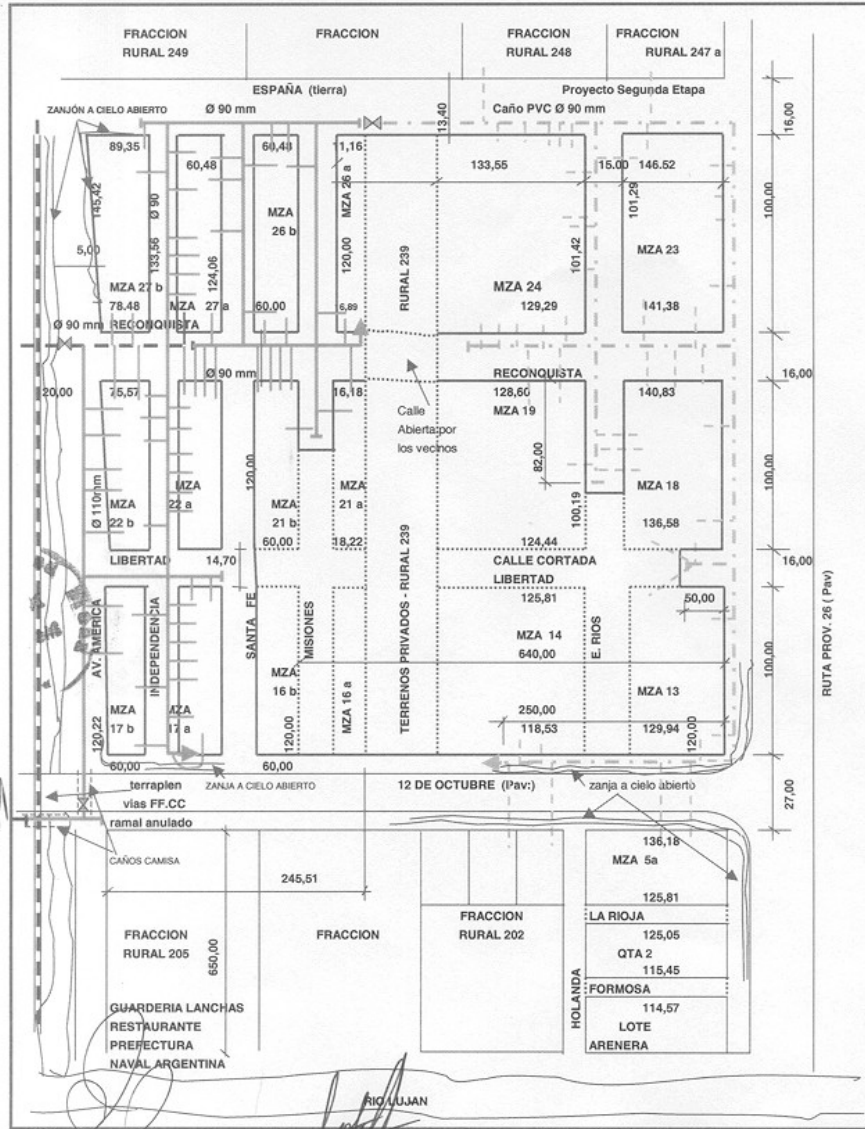 FRACCION
RURAL 249
FRACCION
FRACCION
RURAL 248
FRACCION
RURAL 247 a
ESPAÑA (tierra)
Proyecto Segunda Etapa
ZANJÓN A CIELO ABIERTO
Ø 90 mm
Caño PVC Ø 90 mm
13,40
16,00
89,35
60,48
60,48
11,16
133,55
15.00
146.52
145,42
Ø 90
133,56
124,06
MZA
26 b
MZA 26 a
120,00
RURAL 239
101,42
101,29
100,00
5,00
MZA 24
MZA 23
MZA 27 b
78.48
MZA
27 a
60,00
6,89
129,29
141,38
Ø 90 mm RECONQUISTA
Ø 90 mm
RECONQUISTA
16,00
20,00
75,57
16,18
128,60
140,83
MZA 19
Calle
Abierta por
los vecinos
82,00
120,00
100,00
Ø 110mm
MZA
22 b
MZA
22 a
MZA
21 b
MZA
21 a
100,19
MZA 18
136,58
60,00
18,22
124,44
LIBERTAD
14,70
CALLE CORTADA
LIBERTAD
16,00
125,81
50,00
AV. AMERICA
INDEPENDENCIA
SANTA FE
MISIONES
TERRENOS PRIVADOS - RURAL 239
MZA 14
E. RIOS
640,00
100,00
RUTA PROV. 26 ( Pav)
MZA
16 b
MZA 16 a
MZA 13
MZA
17 b
MZA
17 a
250,00
120,22
120,00
118,53
129,94
120,00
60,00
60,00
terraplen
vias FF.CC
ramal anulado
ZANJA A CIELO ABIERTO
12 DE OCTUBRE (Pav:)
zanja a cielo abierto
27,00
CAÑOS CAMISA
245,51
136,18
MZA 5a
125,81
LA RIOJA
FRACCION
RURAL 205
FRACCION
FRACCION
RURAL 202
125,05
QTA 2
115,45
650,00
HOLANDA
FORMOSA
114,57
LOTE
ARENERA
GUARDERIA LANCHAS
RESTAURANTE
PREFECTURA
NAVAL ARGENTINA
RIO LUJAN